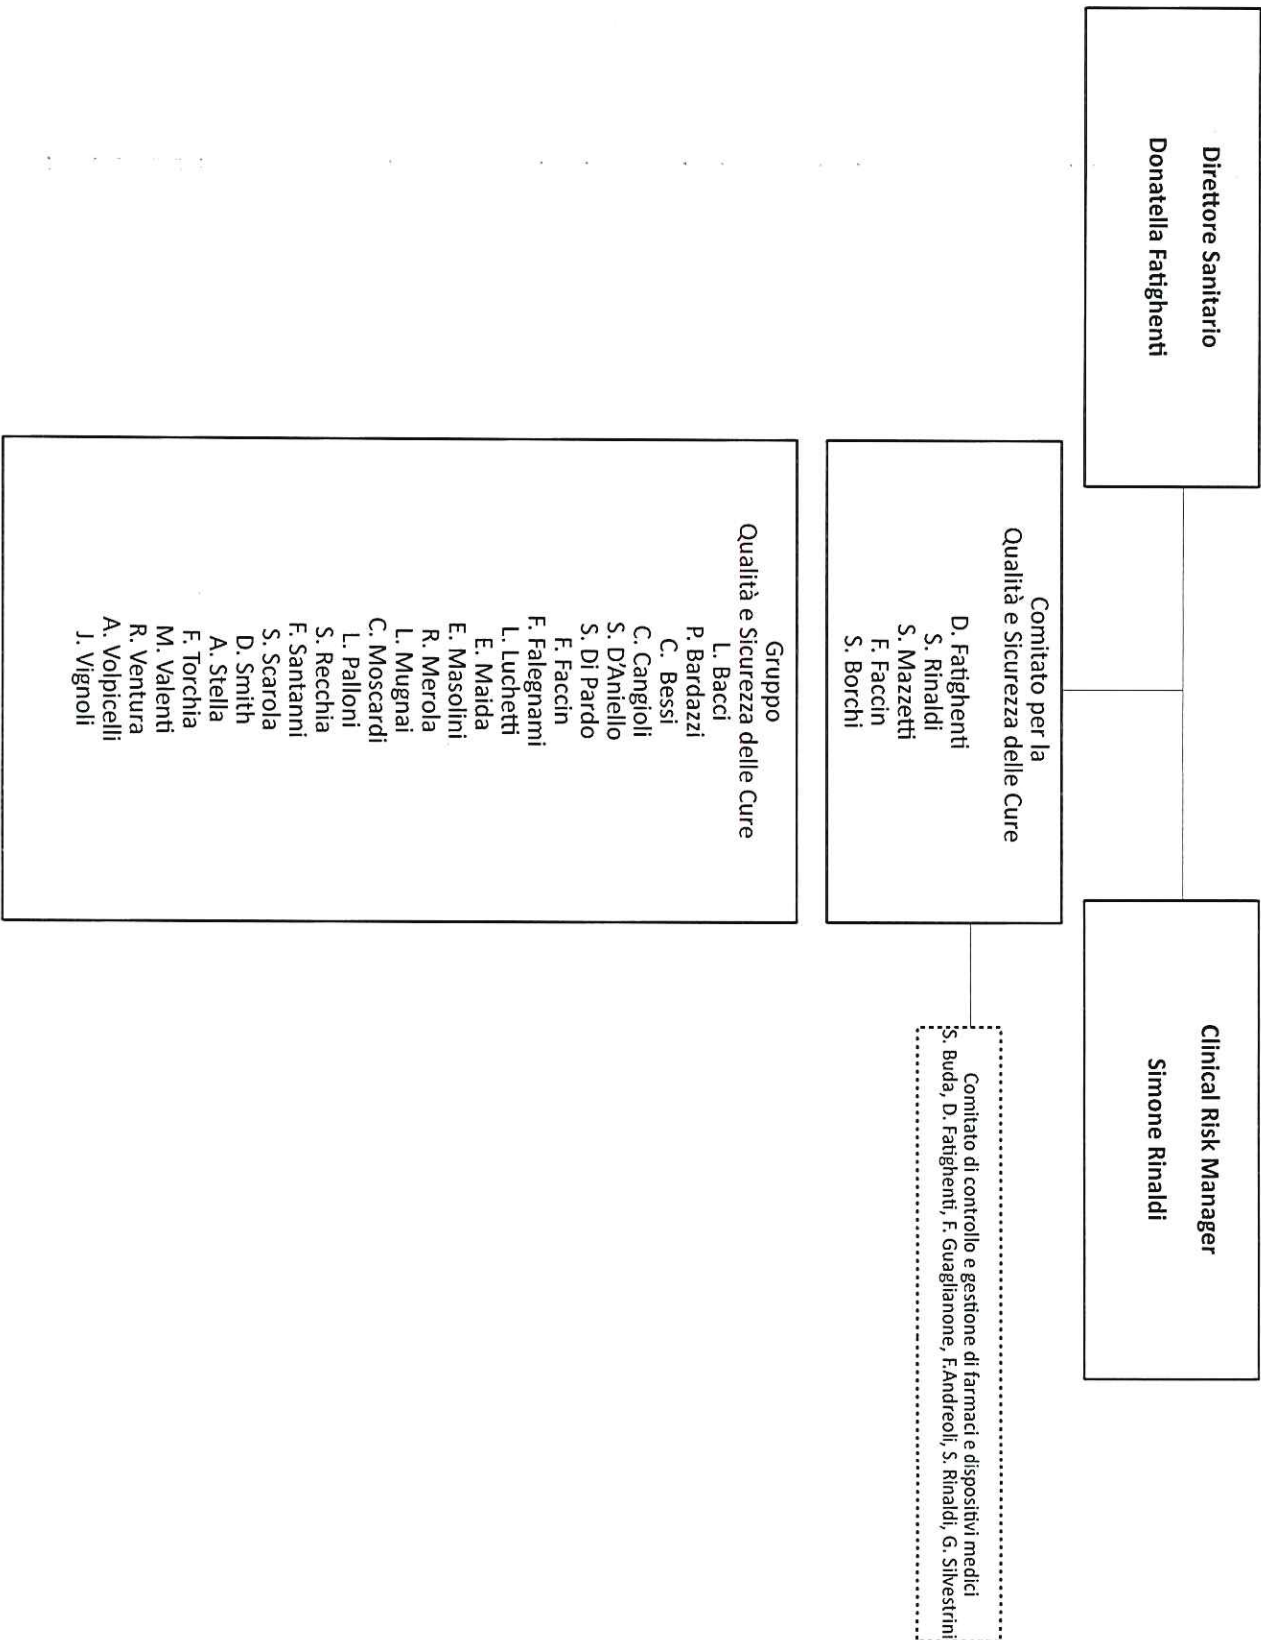 Direttore Sanitario
Donatella Fatighenti
Clinical Risk Manager
Simone Rinaldi
Comitato per la
Qualità e Sicurezza delle Cure
D. Fatighenti
S. Rinaldi
S. Mazzetti
F. Faccin
S. Borchi
Comitato di controllo e gestione di farmaci e dispositivi medici
S. Buda, D. Fatighenti, F. Guaglianone, F.Andreoli, S. Rinaldi, G. Silvestrini
Gruppo
Qualità e Sicurezza delle Cure
L. Bacci
P. Bardazzi
C. Bessi
C. Cangioli
S. D'Aniello
S. Di Pardo
F. Faccin
F. Falegnami
L. Luchetti
E. Maida
E. Masolini
R. Merola
L. Mugnai
C. Moscardi
L. Palloni
S. Recchia
F. Santanni
S. Scarola
D. Smith
A. Stella
F. Torchia
M. Valenti
R. Ventura
A. Volpicelli
J. Vignoli